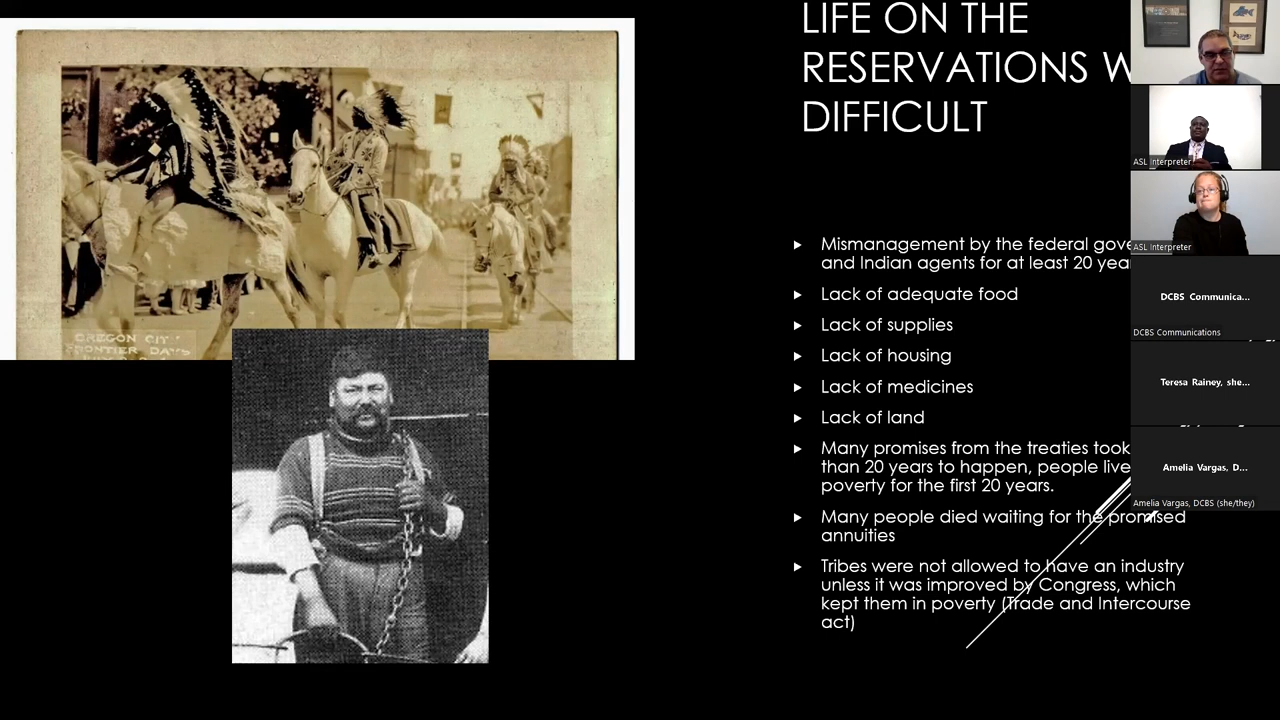 LIFE ON THE
RESERVATIONS W
DIFFICULT
Mismanagement by the federal gove
and Indian agents for at least 20 yea
Lack of adequate food
Lack of supplies
Lack of housing
Lack of medicines
Lack of land
Many promises from the treaties took
than 20 years to happen, people live
poverty for the first 20 years.
Many people died waiting for the promised
annuities
Tribes were not allowed to have an industry
unless it was improved by Congress, which
kept them in poverty (Trade and Intercourse
act)
OREGON CITY
FRONTIER DAYS
ASL Interpreter
ASL Interpreter
DCBS Communica...
DCBS Communications
Teresa Rainey, she...
Amelia Vargas, D...
Amelia Vargas, DCBS (she/they)